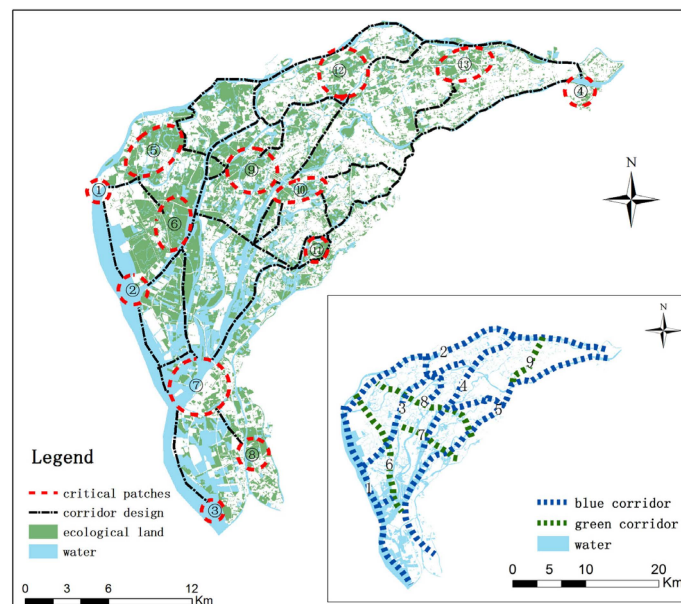 ⑫
⑬
④
⑤
⑨
①
⑩
⑥
N
⑪
②
⑦
⑧
③
Legend
critical patches
corridor design
ecological land
water
0 3 6 12
Km
N
2
9
4
8
3
5
7
6
1
blue corridor
green corridor
water
0 5 10 20
Km